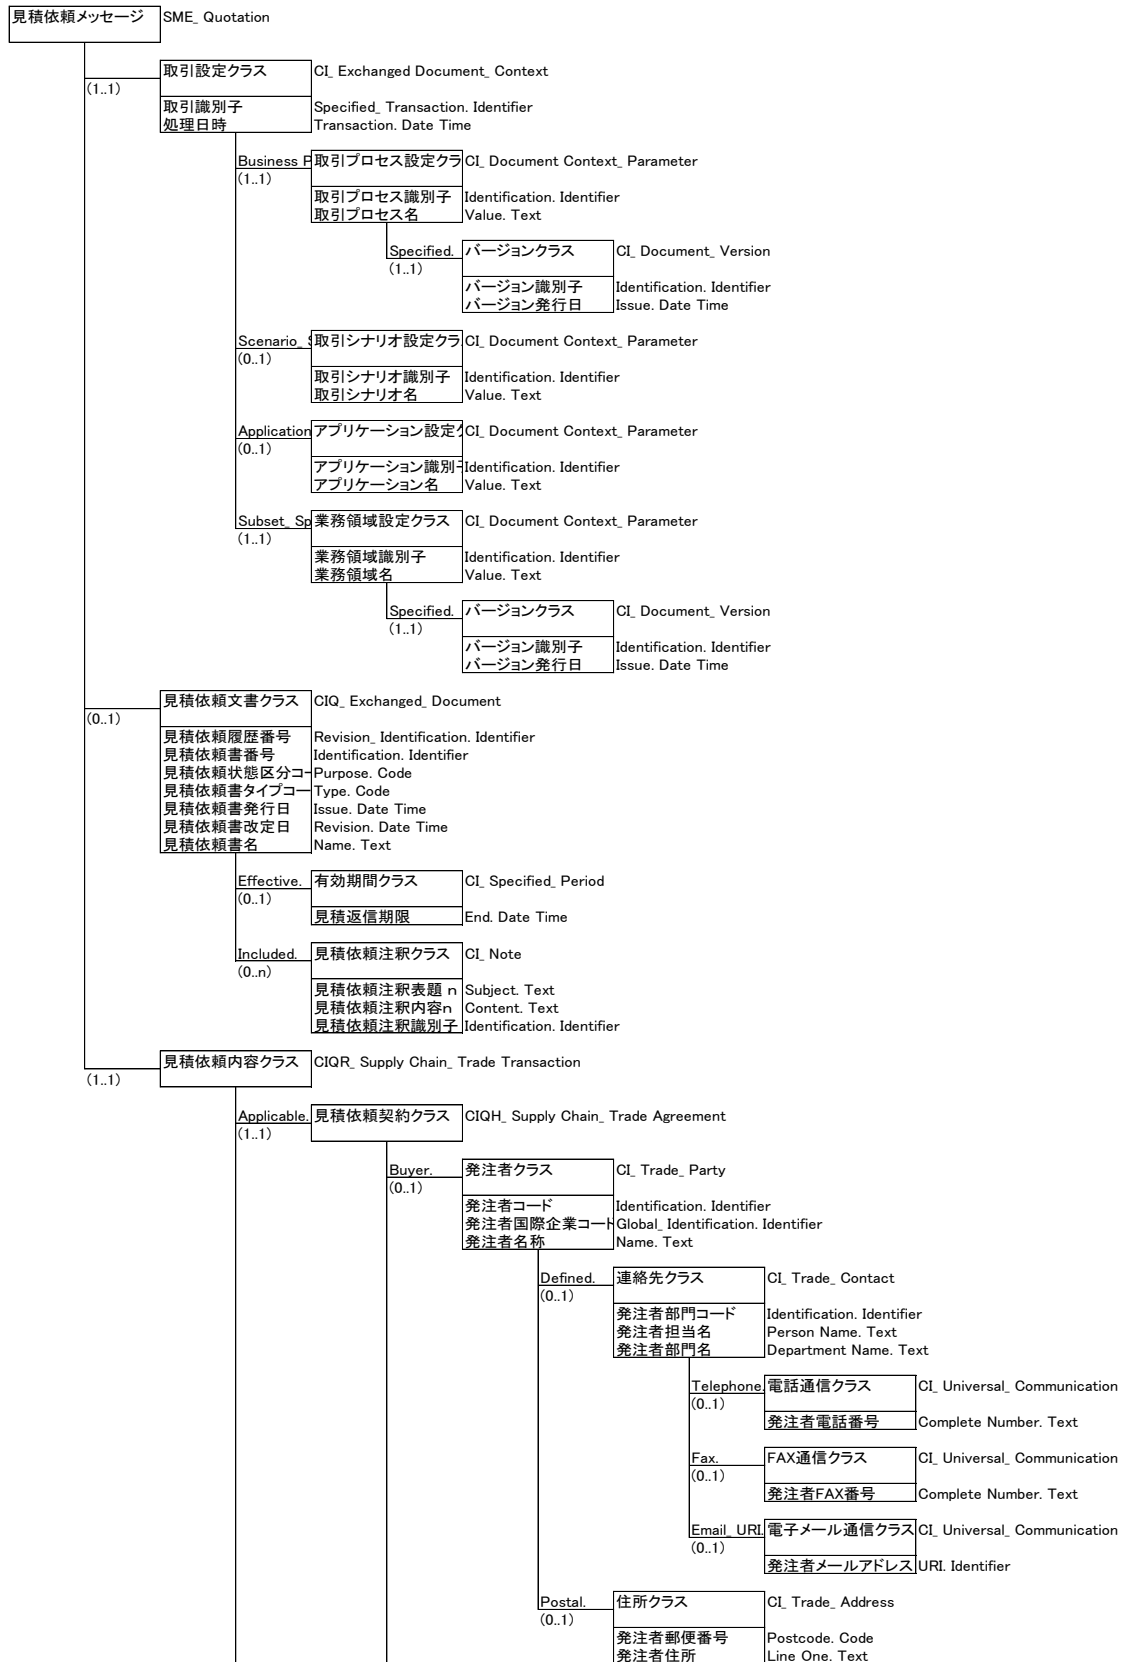 見積依頼メッセージ SME_ Quotation
取引設定クラス CI_ Exchanged Document_ Context
(1..1)
取引識別子 Specified_ Transaction. Identifier
処理日時 Transaction. Date Time
Business P 取引プロセス設定クラ CI_ Document Context_ Parameter
(1..1)
取引プロセス識別子 Identification. Identifier
取引プロセス名 Value. Text
Specified. バージョンクラス CI_ Document_ Version
(1..1)
バージョン識別子 Identification. Identifier
バージョン発行日 Issue. Date Time
Scenario_ 取引シナリオ設定クラ CI_ Document Context_ Parameter
(0..1)
取引シナリオ識別子 Identification. Identifier
取引シナリオ名 Value. Text
Application アプリケーション設定 CI_ Document Context_ Parameter
(0..1)
アプリケーション識別 Identification. Identifier
アプリケーション名 Value. Text
Subset_ Sp 業務領域設定クラス CI_ Document Context_ Parameter
(1..1)
業務領域識別子 Identification. Identifier
業務領域名 Value. Text
Specified. バージョンクラス CI_ Document_ Version
(1..1)
バージョン識別子 Identification. Identifier
バージョン発行日 Issue. Date Time
見積依頼文書クラス CIQ_ Exchanged_ Document
(0..1)
見積依頼履歴番号 Revision_ Identification. Identifier
見積依頼書番号 Identification. Identifier
見積依頼状態区分コー Purpose. Code
見積依頼書タイプコー Type. Code
見積依頼書発行日 Issue. Date Time
見積依頼書改定日 Revision. Date Time
見積依頼書名 Name. Text
Effective. 有効期間クラス CI_ Specified_ Period
(0..1)
見積返信期限 End. Date Time
Included. 見積依頼注釈クラス CI_ Note
(0..n)
見積依頼注釈表題ｎ Subject. Text
見積依頼注釈内容n Content. Text
見積依頼注釈識別子 Identification. Identifier
見積依頼内容クラス CIQR_ Supply Chain_ Trade Transaction
(1..1)
Applicable. 見積依頼契約クラス CIQH_ Supply Chain_ Trade Agreement
(1..1)
Buyer. 発注者クラス CI_ Trade_ Party
(0..1)
発注者コード Identification. Identifier
発注者国際企業コード Global_ Identification. Identifier
発注者名称 Name. Text
Defined. 連絡先クラス CI_ Trade_ Contact
(0..1)
発注者部門コード Identification. Identifier
発注者担当名 Person Name. Text
発注者部門名 Department Name. Text
Telephone. 電話通信クラス CI_ Universal_ Communication
(0..1)
発注者電話番号 Complete Number. Text
Fax. FAX通信クラス CI_ Universal_ Communication
(0..1)
発注者FAX番号 Complete Number. Text
Email_ URI. 電子メール通信クラス CI_ Universal_ Communication
(0..1)
発注者メールアドレス URI. Identifier
Postal. 住所クラス CI_ Trade_ Address
(0..1)
発注者郵便番号 Postcode. Code
発注者住所 Line One. Text